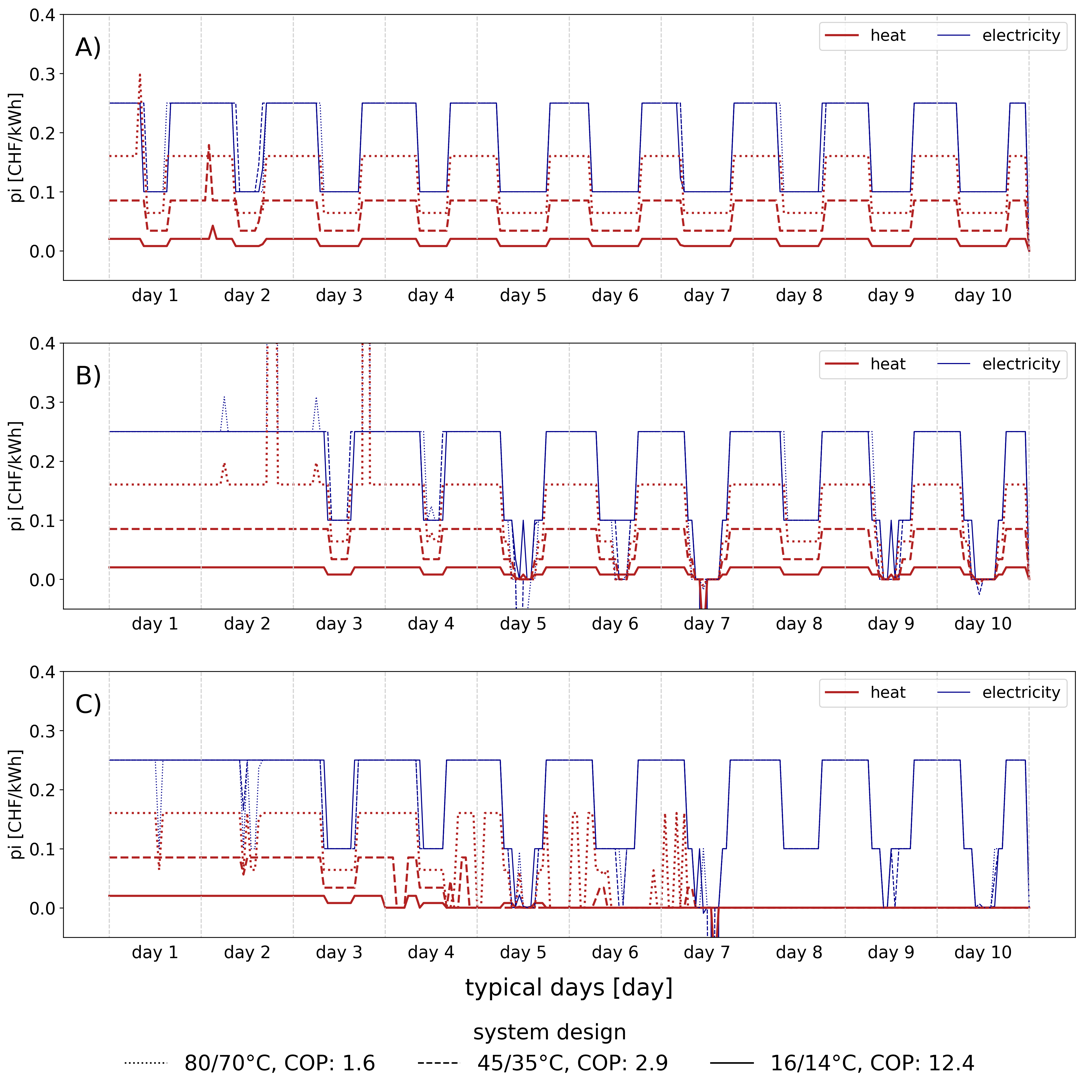 A)
heat electricity
pi [CHF/kWh]
0.4
0.3
0.2
0.1
0.0
day 1 day 2 day 3 day 4 day 5 day 6 day 7 day 8 day 9 day 10
B)
heat electricity
pi [CHF/kWh]
0.4
0.3
0.2
0.1
0.0
day 1 day 2 day 3 day 4 day 5 day 6 day 7 day 8 day 9 day 10
C)
heat electricity
pi [CHF/kWh]
0.4
0.3
0.2
0.1
0.0
day 1 day 2 day 3 day 4 day 5 day 6 day 7 day 8 day 9 day 10
typical days [day]
system design
80/70°C, COP: 1.6 45/35°C, COP: 2.9 16/14°C, COP: 12.4